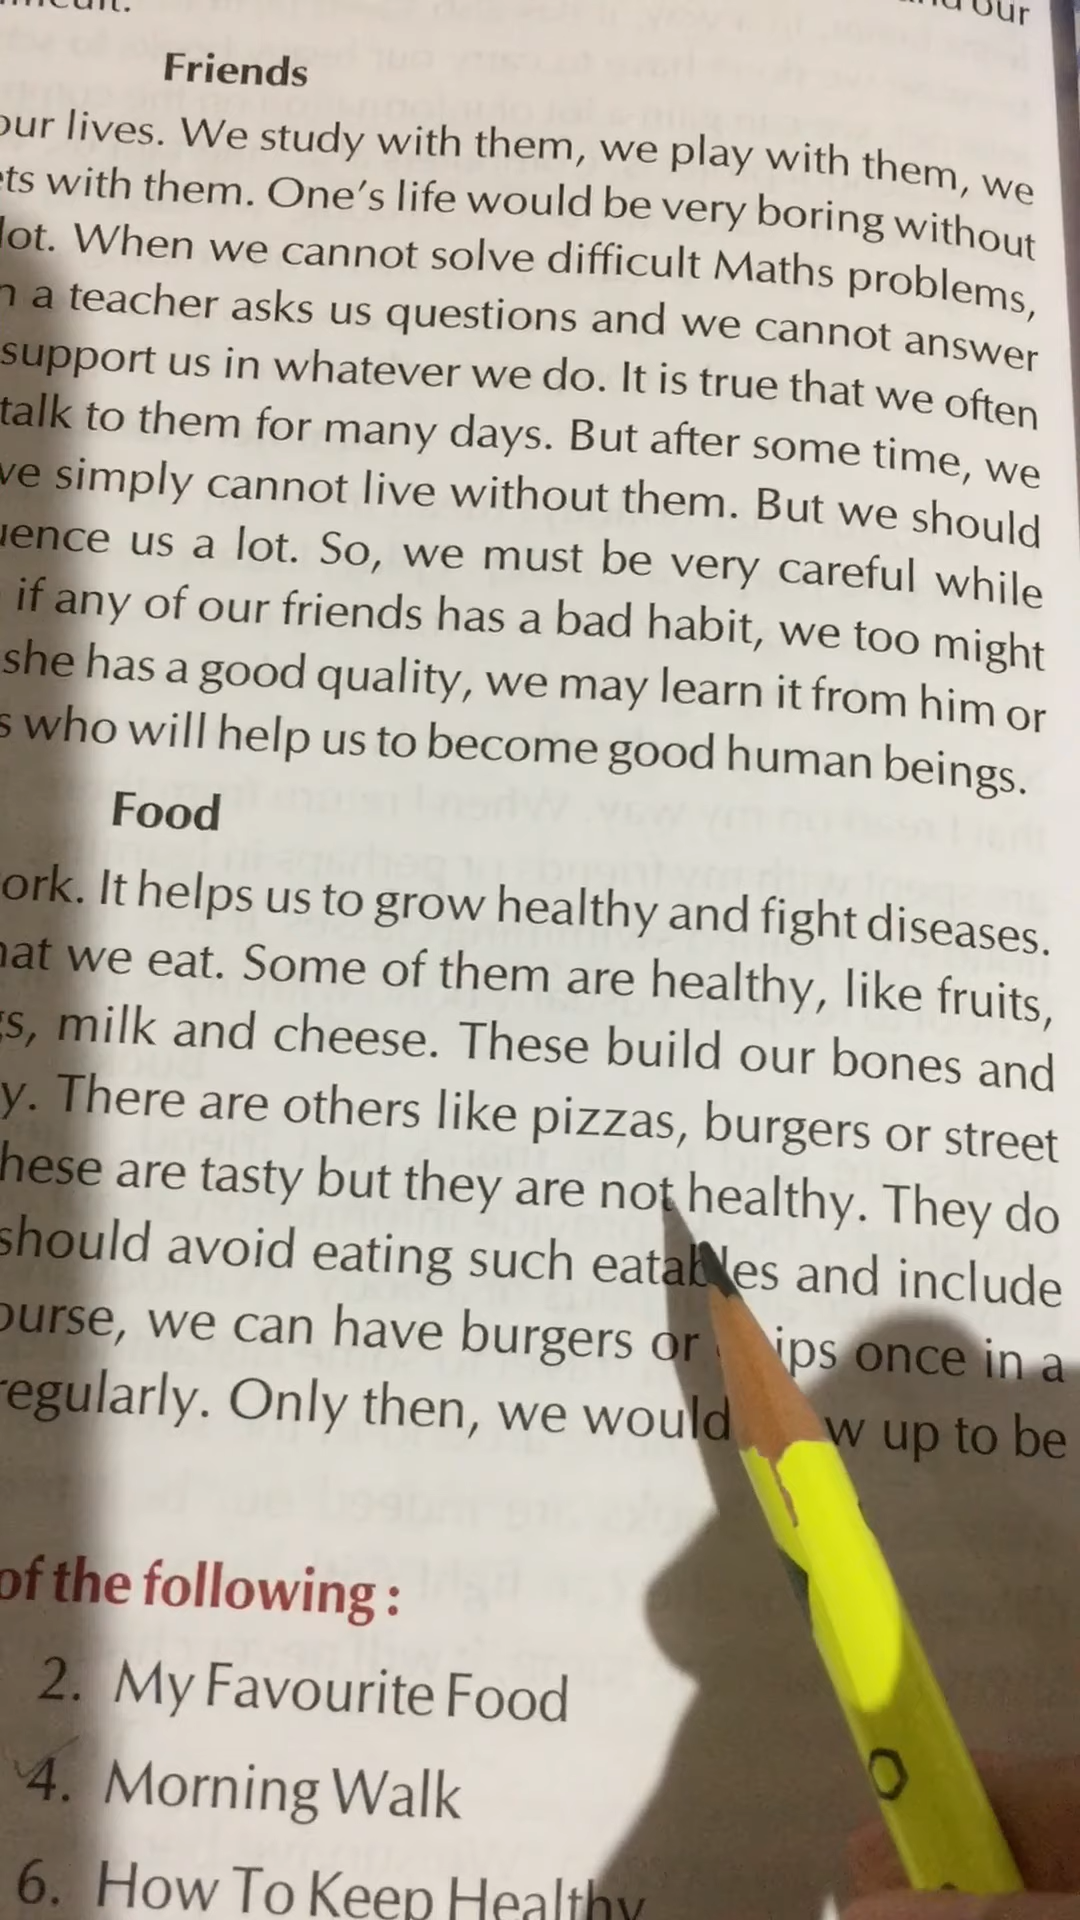 our
Friends
our lives. We study with them, we play with them, we
with them. One's life would be very boring without
lot. When we cannot solve difficult Maths problems,
a teacher asks us questions and we cannot answer
support us in whatever we do. It is true that we often
talk to them for many days. But after some time, we
we simply cannot live without them. But we should
us a lot. So, we must be very careful while
if any of our friends has a bad habit, we too might
she has a good quality, we may learn it from him or
who will help us to become good human beings.
Food
It helps us to grow healthy and fight diseases.
we eat. Some of them are healthy, like fruits,
milk and cheese. These build our bones and
There are others like pizzas, burgers or street
these are tasty but they are not healthy. They do
should avoid eating such eatables and include
we can have burgers or once in a
regularly. Only then, we would up to be
of the following :
2. My Favourite Food
4. Morning Walk
6. How To Keep Healthy